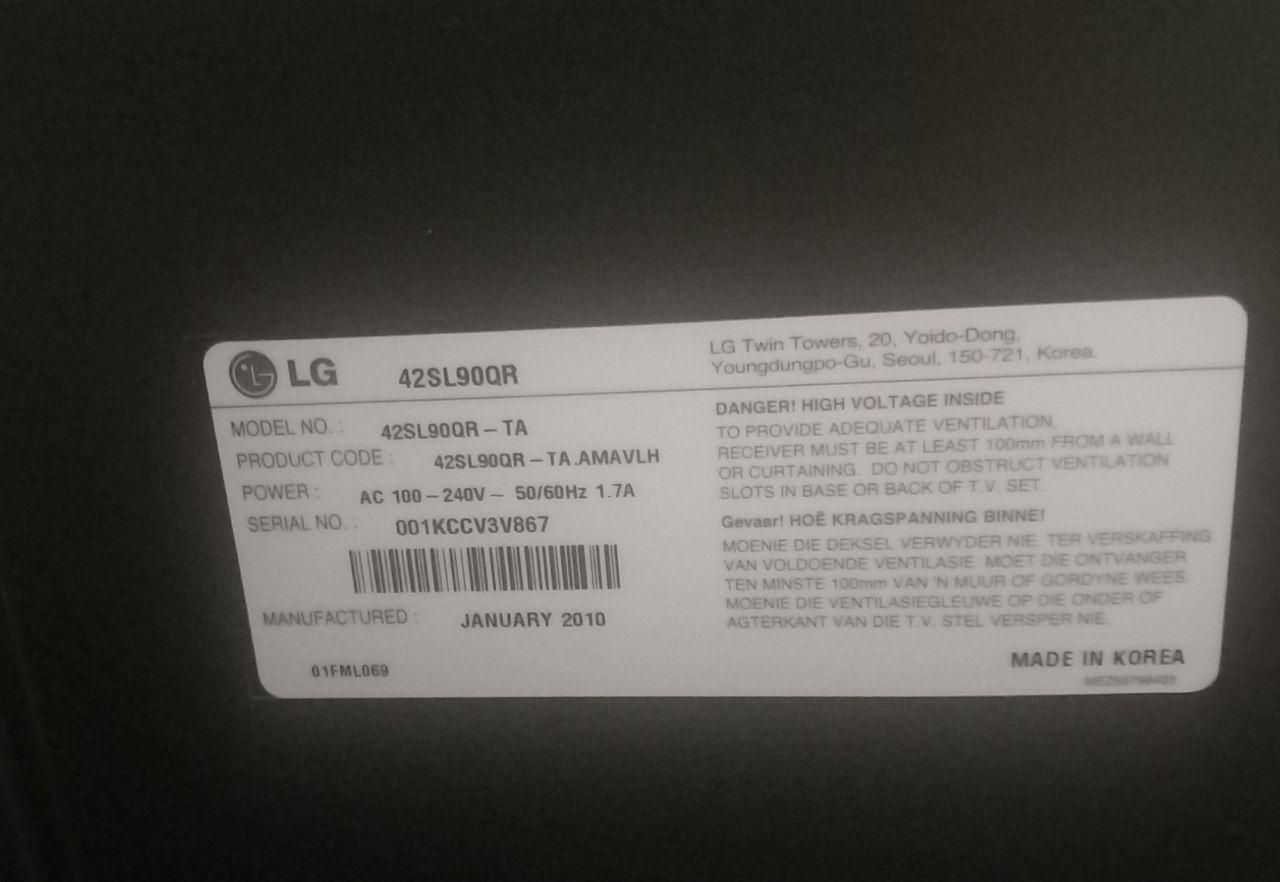 LG 42SL90QR
LG Twin Towers, 20, Yoido-Dong,
Youngdungpo-Gu, Seoul, 150-721, Korea.
MODEL NO. : 42SL90QR – TA
PRODUCT CODE : 42SL90QR – TA.AMAVLH
POWER : AC 100 – 240V ~ 50/60Hz 1.7A
SERIAL NO. : 001KCCV3V867
MANUFACTURED : JANUARY 2010
01FML069
DANGER! HIGH VOLTAGE INSIDE
TO PROVIDE ADEQUATE VENTILATION,
RECEIVER MUST BE AT LEAST 100mm FROM A WALL
OR CURTAINING. DO NOT OBSTRUCT VENTILATION
SLOTS IN BASE OR BACK OF T.V. SET.
Gevaar! HOË KRAGSPANNING BINNE!
MOENIE DIE DEKSEL VERWYDER NIE. TER VERSKAFFING
VAN VOLDOENDE VENTILASIE MOET DIE ONTVANGER
TEN MINSTE 100mm VAN 'N MUUR OF GORDYNE WEES.
MOENIE DIE VENTILASIEGLEUWE OP DIE ONDER OF
AGTERKANT VAN DIE T.V. STEL VERSPER NIE.
MADE IN KOREA